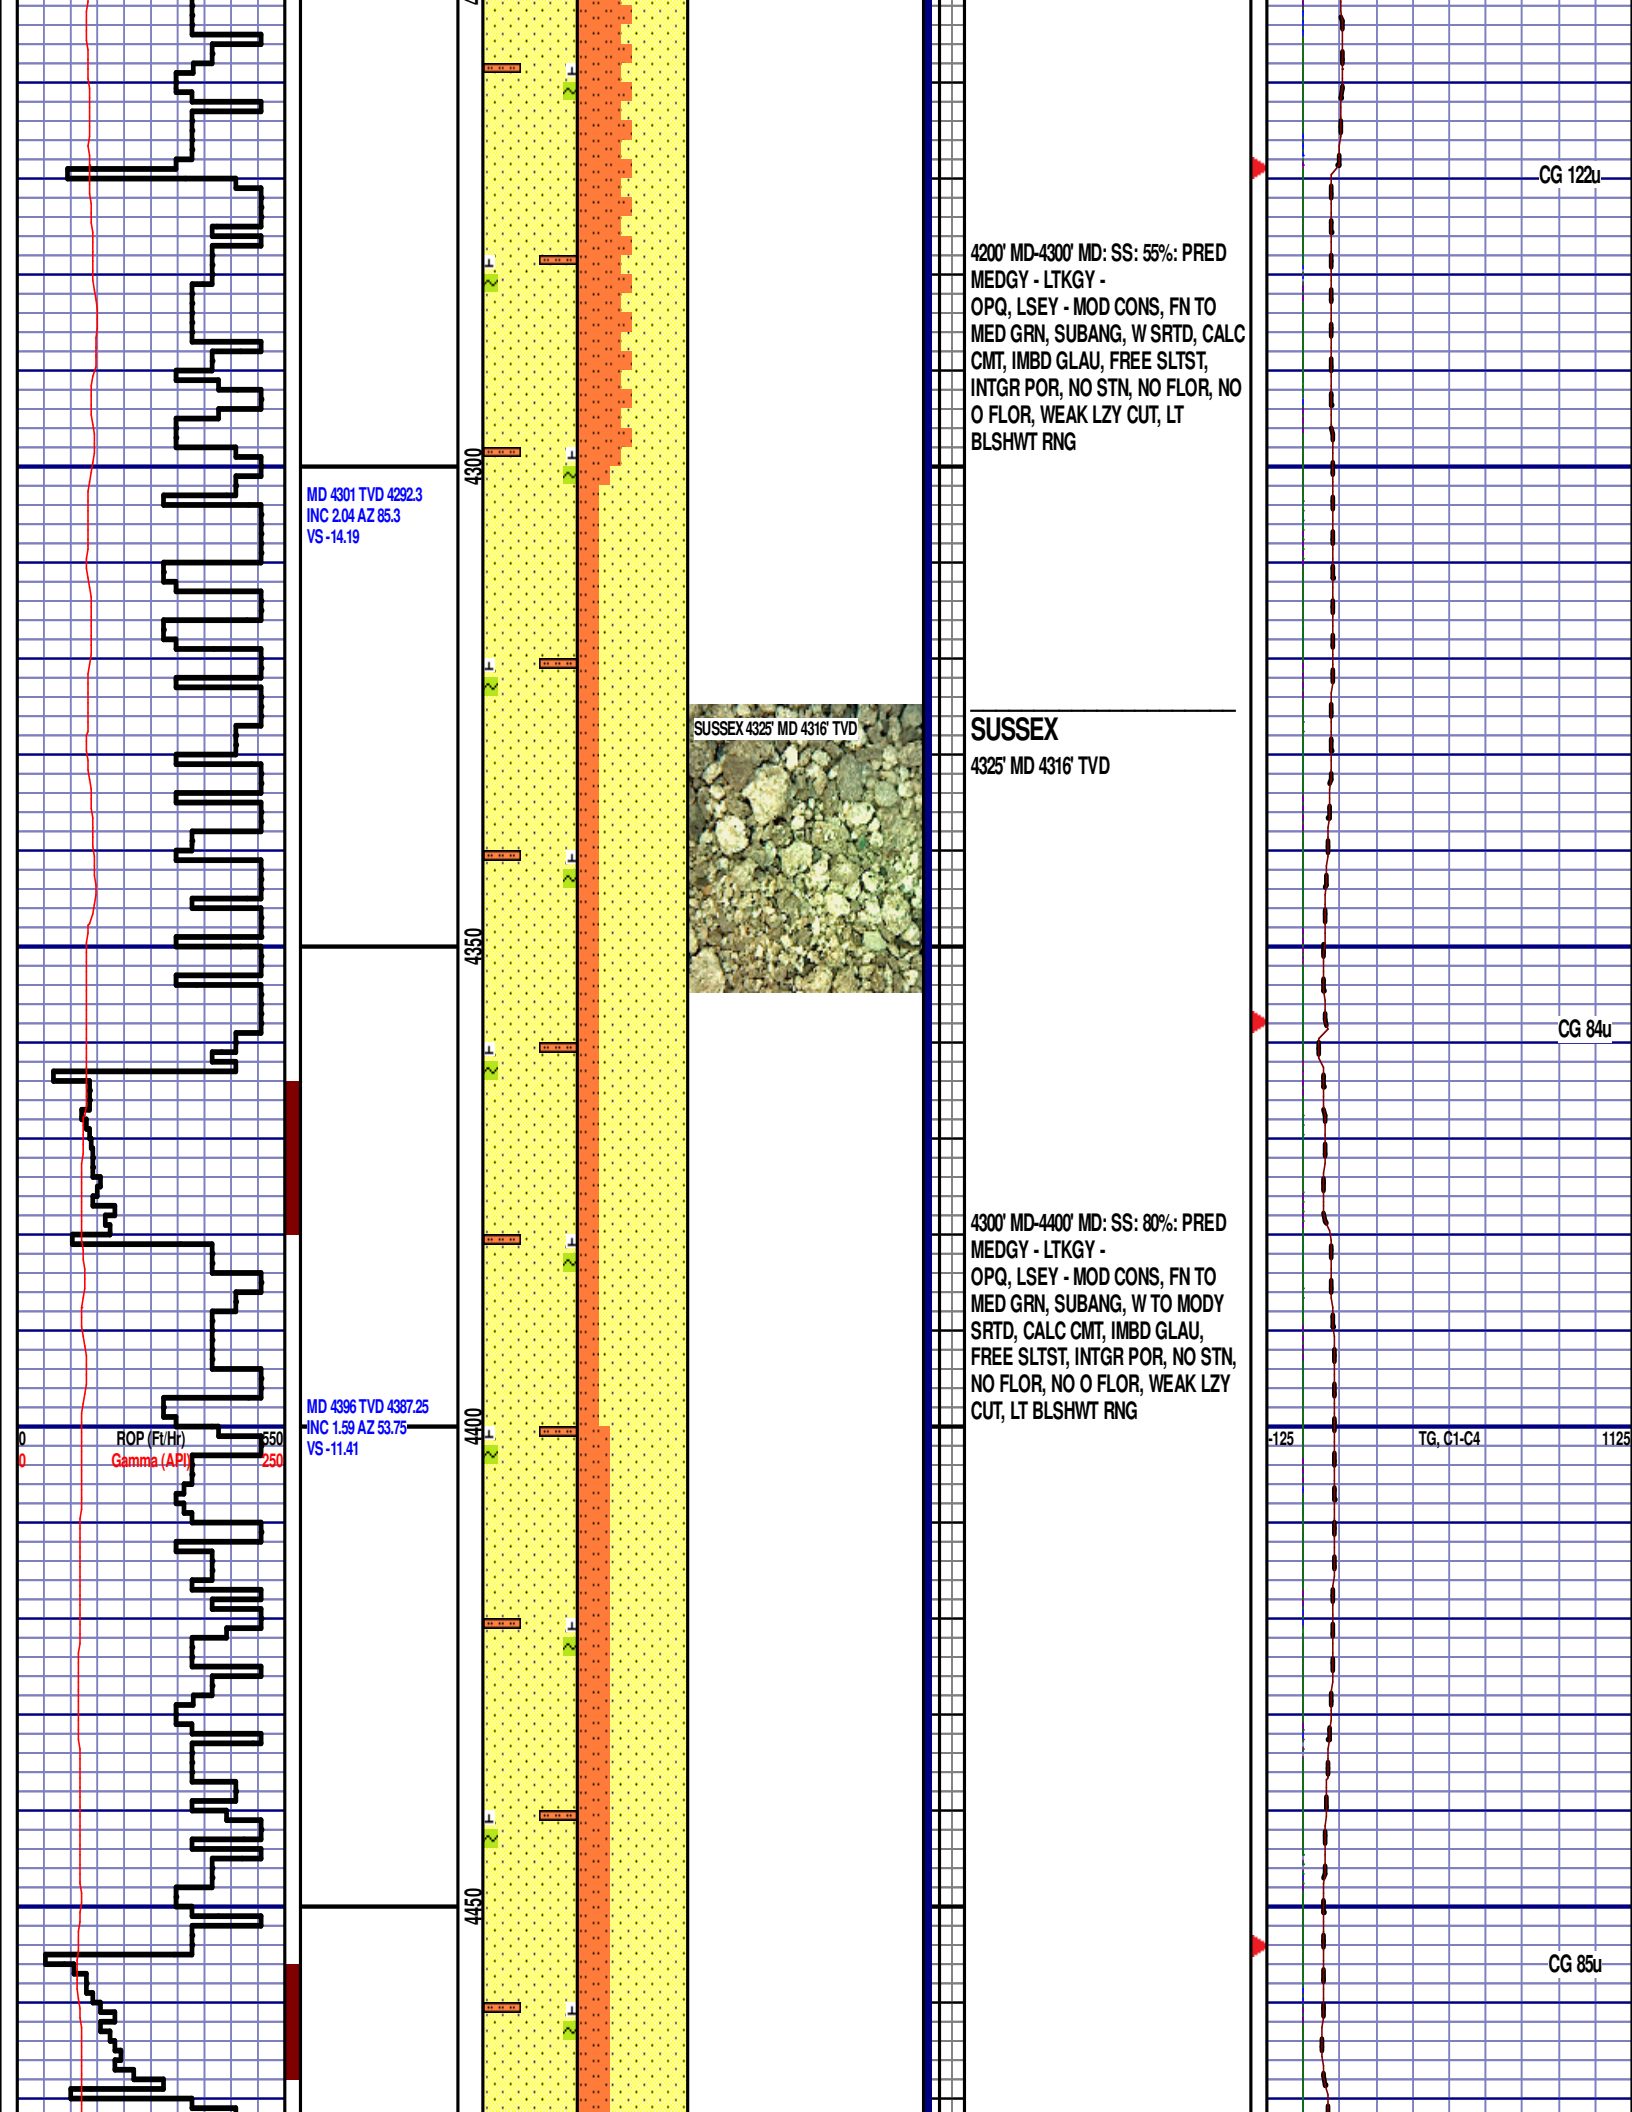 CG 122u
4200' MD-4300' MD: SS: 55%: PRED
MEDGY - LTKGY -
OPQ, LSEY - MOD CONS, FN TO
MED GRN, SUBANG, W SRTD, CALC
CMT, IMBD GLAU, FREE SLTST,
INTGR POR, NO STN, NO FLOR, NO
O FLOR, WEAK LZY CUT, LT
BLSHWT RNG
4300
MD 4301 TVD 4292.3
INC 2.04 AZ 85.3
VS -14.19
SUSSEX 4325' MD 4316' TVD
SUSSEX
4325' MD 4316' TVD
4350
CG 84u
4300' MD-4400' MD: SS: 80%: PRED
MEDGY - LTKGY -
OPQ, LSEY - MOD CONS, FN TO
MED GRN, SUBANG, W TO MODY
SRTD, CALC CMT, IMBD GLAU,
FREE SLTST, INTGR POR, NO STN,
NO FLOR, NO O FLOR, WEAK LZY
CUT, LT BLSHWT RNG
MD 4396 TVD 4387.25
INC 1.59 AZ 53.75
VS -11.41
4400
0 ROP (Ft/Hr) 550
0 Gamma (API) 250
-125 TG, C1-C4 1125
4450
CG 85u